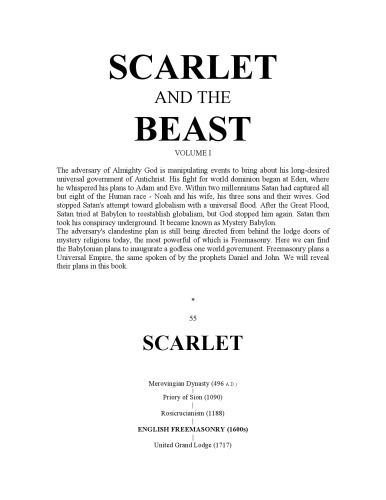 SCARLET
AND THE
BEAST
VOLUME I
The adversary of Almighty God is manipulating events to bring about his long-desired
universal government of Antichrist. His fight for world dominion began at Eden, where
he whispered his plans to Adam and Eve. Within two millenniums Satan had captured all
but eight of the Human race - Noah and his wife, his three sons and their wives. God
stopped Satan's attempt toward globalism with a universal flood. After the Great Flood,
Satan tried at Babylon to reestablish globalism, but God stopped him again. Satan then
took his conspiracy underground. It became known as Mystery Babylon.
The adversary's clandestine plan is still being directed from behind the lodge doors of
mystery religions today, the most powerful of which is Freemasonry. Here we can find
the Babylonian plans to inaugurate a godless one world government. Freemasonry plans a
Universal Empire, the same spoken of by the prophets Daniel and John. We will reveal
their plans in this book.
*
55
SCARLET
Merovingian Dynasty (496 A.D.)
|
Priory of Sion (1090)
|
Rosicrucianism (1188)
|
ENGLISH FREEMASONRY (1600s)
|
United Grand Lodge (1717)